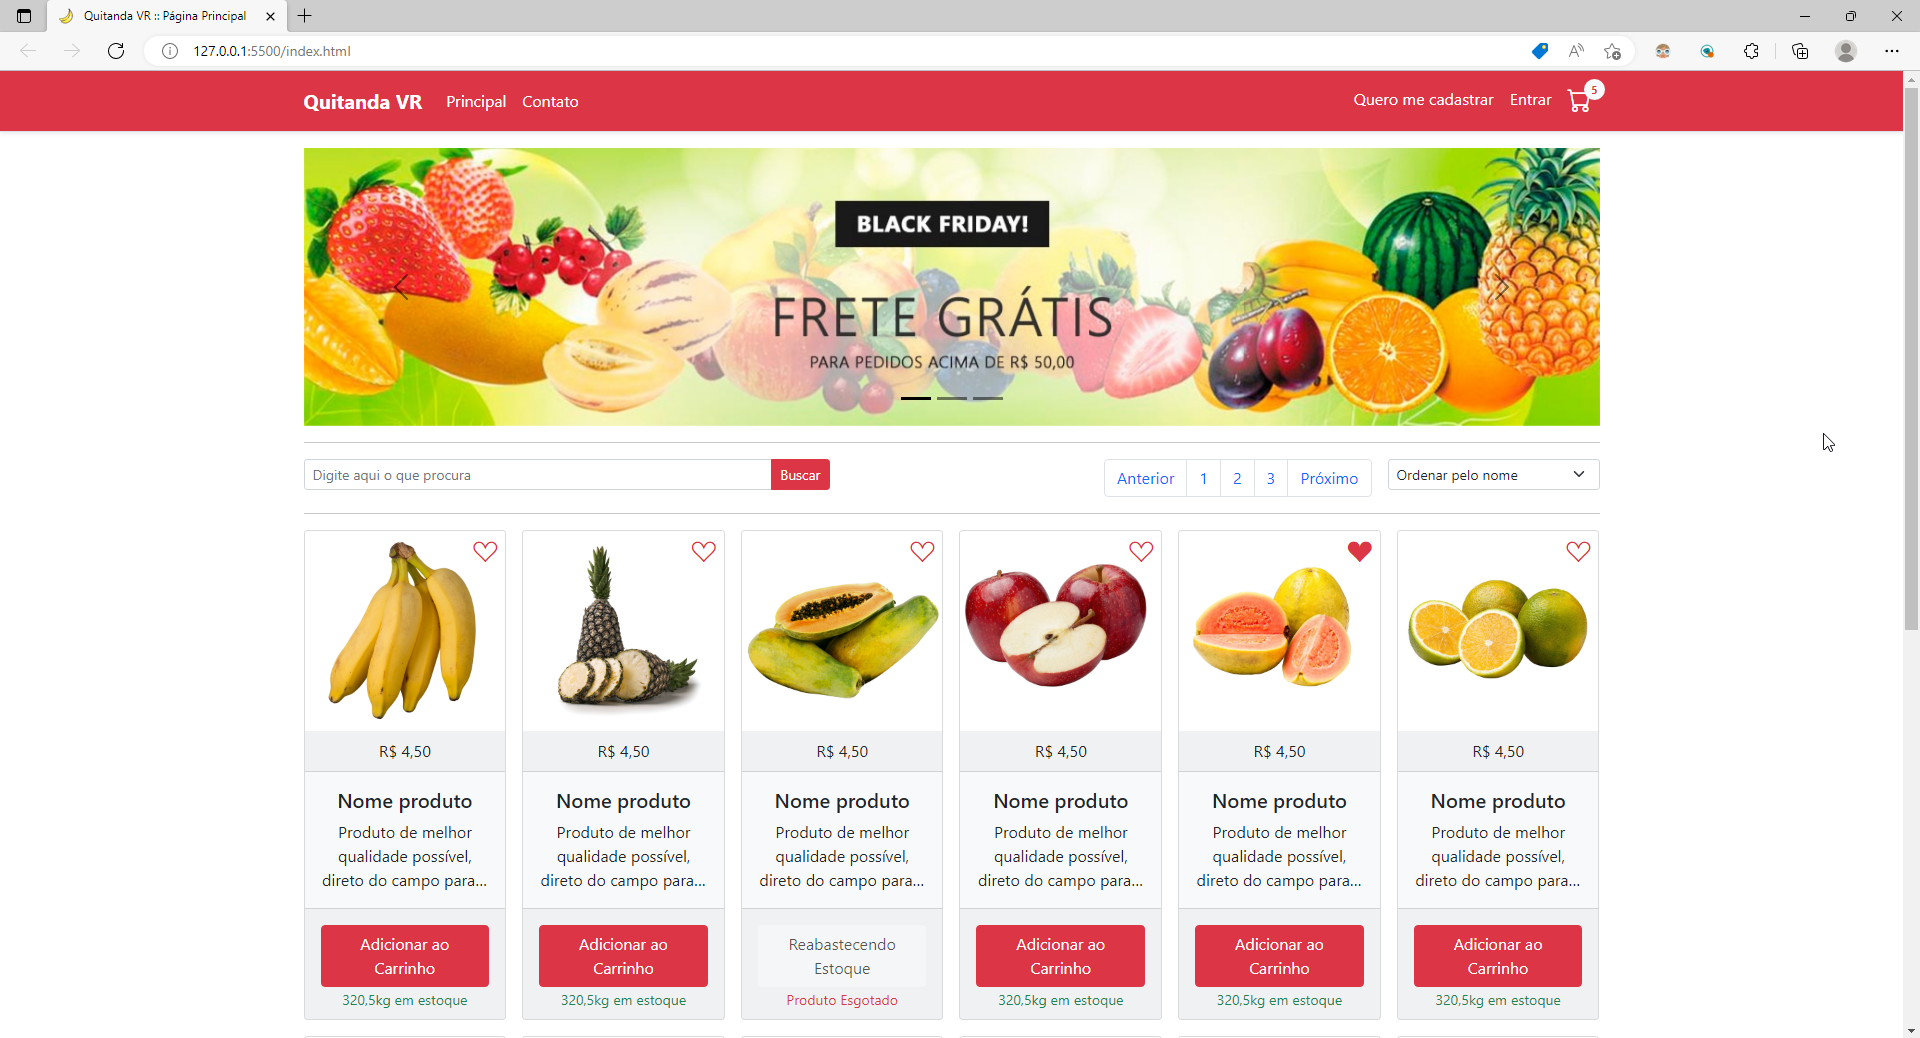 Quitanda VR :: Página Principal
127.0.0.1:5500/index.html
Quitanda VR Principal Contato Quero me cadastrar Entrar 5
BLACK FRIDAY!
FRETE GRÁTIS
PARA PEDIDOS ACIMA DE R$ 50,00
Digite aqui o que procura Buscar Anterior 1 2 3 Próximo Ordenar pelo nome
R$ 4,50 R$ 4,50 R$ 4,50 R$ 4,50 R$ 4,50 R$ 4,50
Nome produto Nome produto Nome produto Nome produto Nome produto Nome produto
Produto de melhor Produto de melhor Produto de melhor Produto de melhor Produto de melhor Produto de melhor
qualidade possível, qualidade possível, qualidade possível, qualidade possível, qualidade possível, qualidade possível,
direto do campo para... direto do campo para... direto do campo para... direto do campo para... direto do campo para... direto do campo para...
Adicionar ao Adicionar ao Reabastecendo Adicionar ao Adicionar ao Adicionar ao
Carrinho Carrinho Estoque Carrinho Carrinho Carrinho
320,5kg em estoque 320,5kg em estoque Produto Esgotado 320,5kg em estoque 320,5kg em estoque 320,5kg em estoque